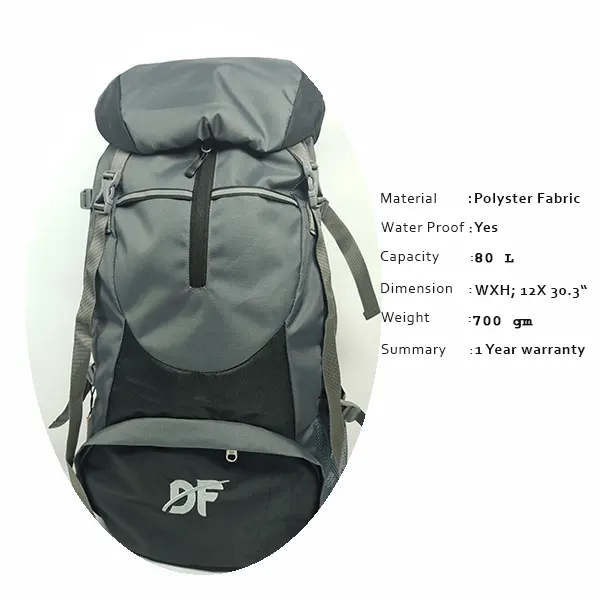 Material :Polyster Fabric
Water Proof :Yes
Capacity :80 L
Dimension : WXH; 12X 30.3“
Weight :700 gm
Summary :1 Year warranty
DF